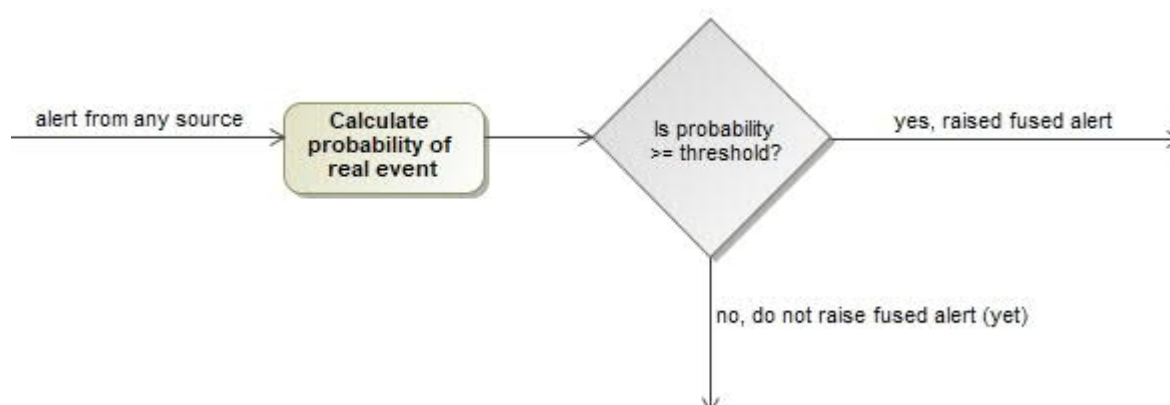 alert from any source
Calculate
probability of
real event
Is probability
>= threshold?
yes, raised fused alert
no, do not raise fused alert (yet)